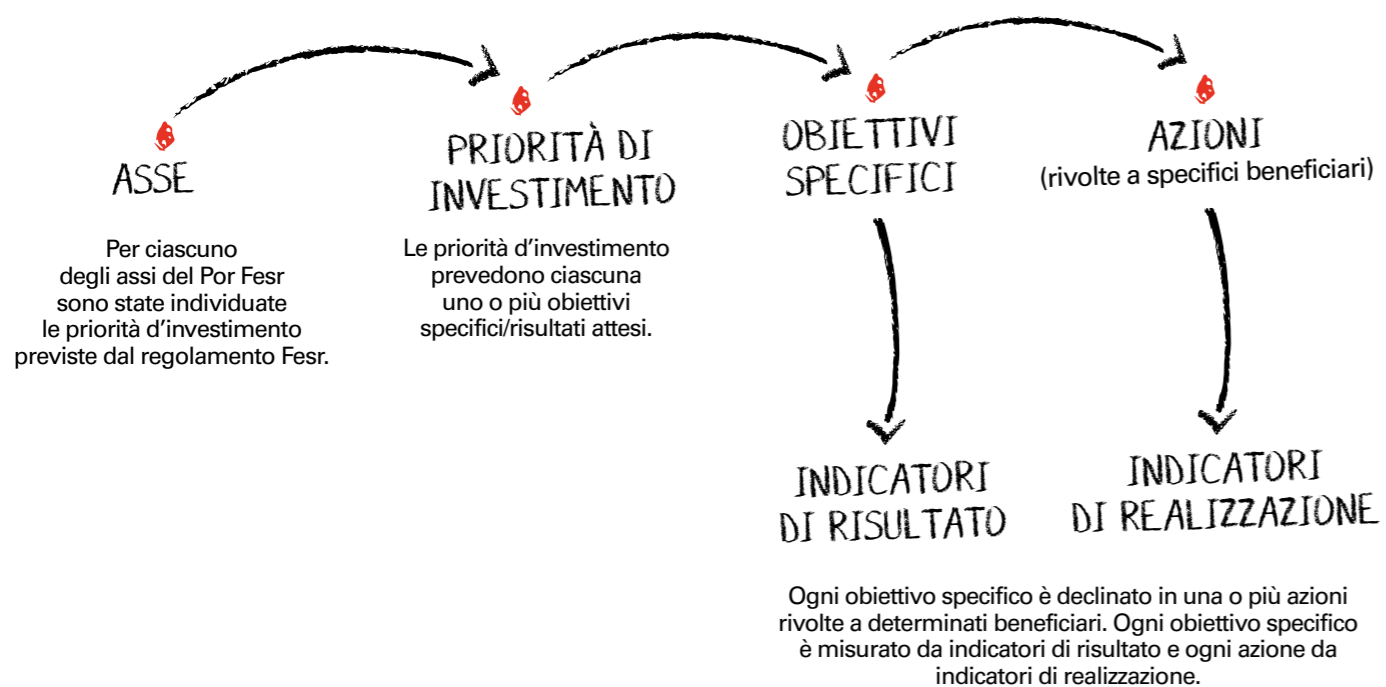 ASSE
Per ciascuno
degli assi del Por Fesr
sono state individuate
le priorità d'investimento
previste dal regolamento Fesr.
PRIORITÀ DI
INVESTIMENTO
Le priorità d'investimento
prevedono ciascuna
uno o più obiettivi
specifici/risultati attesi.
OBIETTIVI
SPECIFICI
AZIONI
(rivolte a specifici beneficiari)
INDICATORI
DI RISULTATO
INDICATORI
DI REALIZZAZIONE
Ogni obiettivo specifico è declinato in una o più azioni
rivolte a determinati beneficiari. Ogni obiettivo specifico
è misurato da indicatori di risultato e ogni azione da
indicatori di realizzazione.